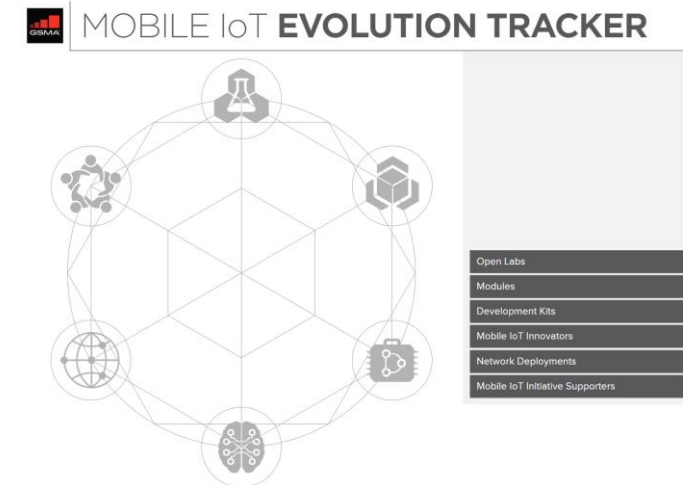 GSMA
MOBILE IoT EVOLUTION TRACKER
Open Labs
Modules
Development Kits
Mobile IoT Innovators
Network Deployments
Mobile IoT Initiative Supporters